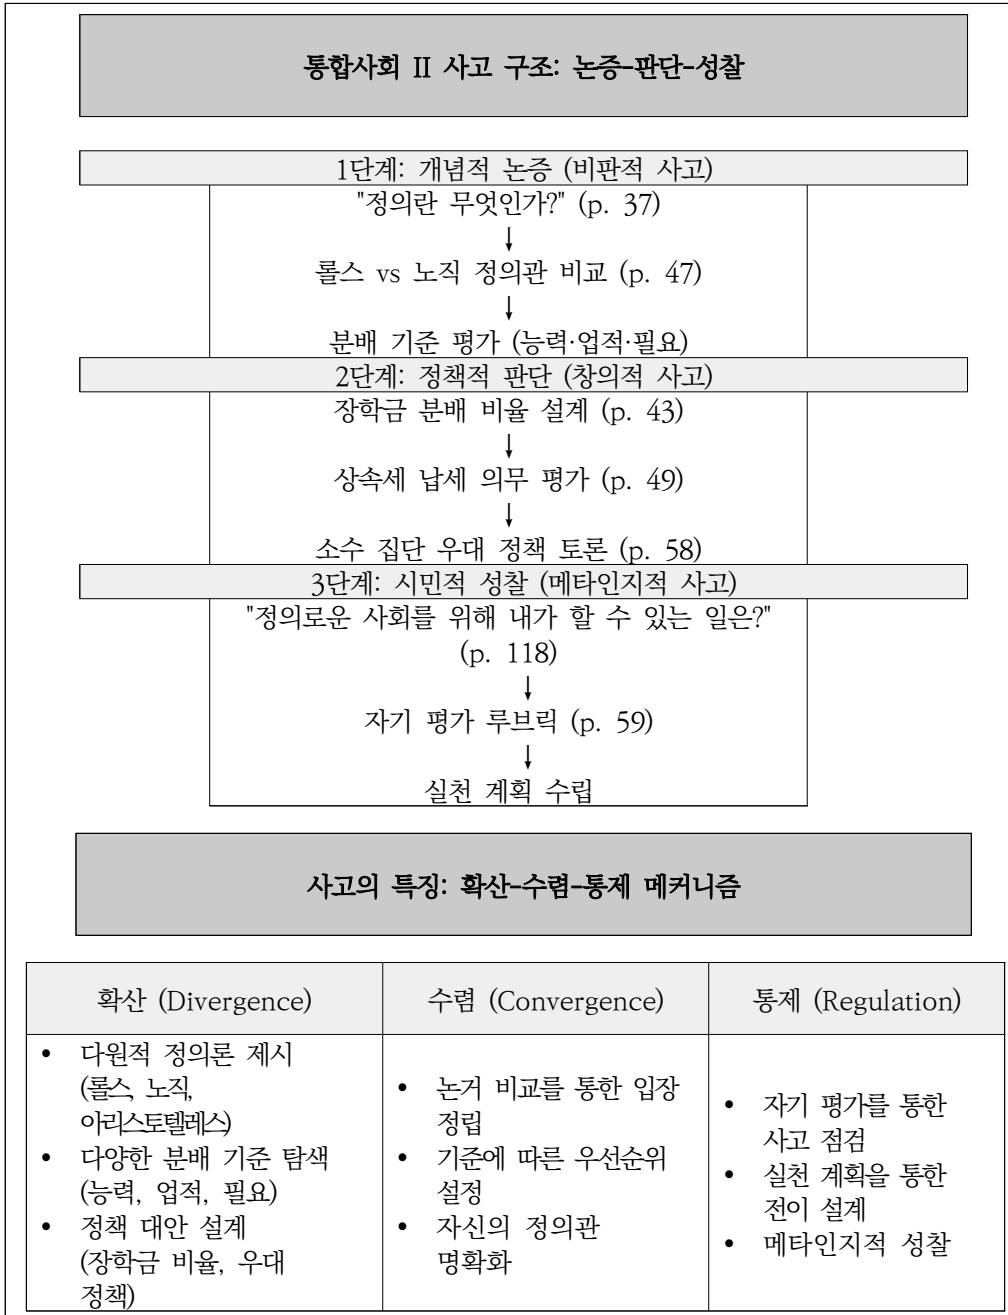 통합사회 II 사고 구조: 논증-판단-성찰
1단계: 개념적 논증 (비판적 사고)
"정의란 무엇인가?" (p. 37)
↓
롤스 vs 노직 정의관 비교 (p. 47)
↓
분배 기준 평가 (능력·업적·필요)
2단계: 정책적 판단 (창의적 사고)
장학금 분배 비율 설계 (p. 43)
↓
상속세 납세 의무 평가 (p. 49)
↓
소수 집단 우대 정책 토론 (p. 58)
3단계: 시민적 성찰 (메타인지적 사고)
"정의로운 사회를 위해 내가 할 수 있는 일은?"
(p. 118)
↓
자기 평가 루브릭 (p. 59)
↓
실천 계획 수립
사고의 특징: 확산-수렴-통제 메커니즘
확산 (Divergence)
• 다원적 정의론 제시
(롤스, 노직,
아리스토텔레스)
• 다양한 분배 기준 탐색
(능력, 업적, 필요)
• 정책 대안 설계
(장학금 비율, 우대
정책)
수렴 (Convergence)
• 논거 비교를 통한 입장
정립
• 기준에 따른 우선순위
설정
• 자신의 정의관
명확화
통제 (Regulation)
• 자기 평가를 통한
사고 점검
• 실천 계획을 통한
전이 설계
• 메타인지적 성찰